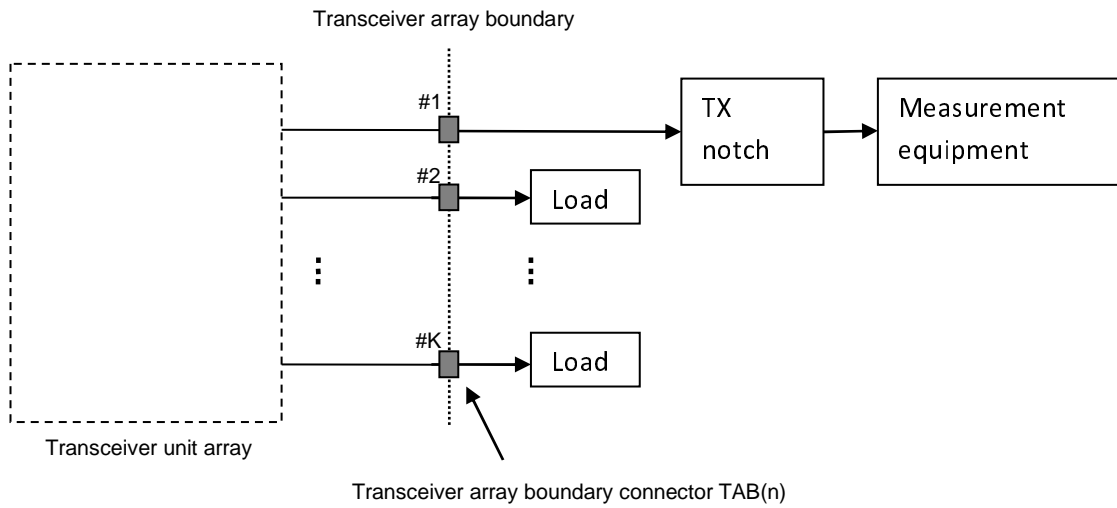 Transceiver array boundary
#1
TX
notch
Measurement
equipment
#2
Load
#K
Load
Transceiver unit array
Transceiver array boundary connector TAB(n)